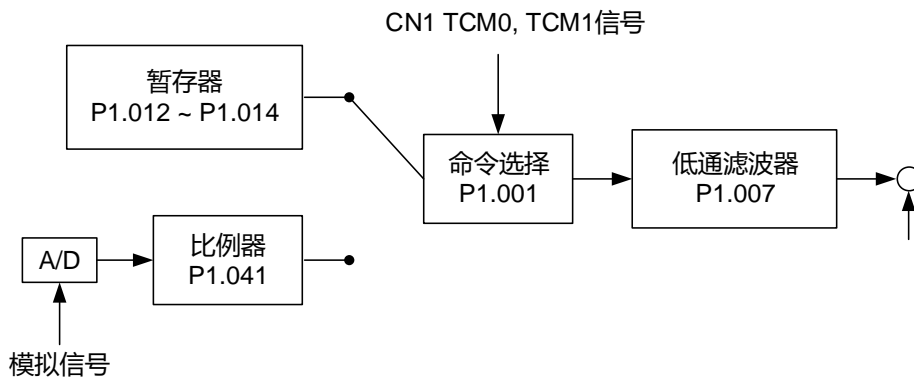 CN1 TCM0, TCM1信号
暂存器
P1.012 ~ P1.014
命令选择
P1.001
低通滤波器
P1.007
比例器
P1.041
A/D
模拟信号